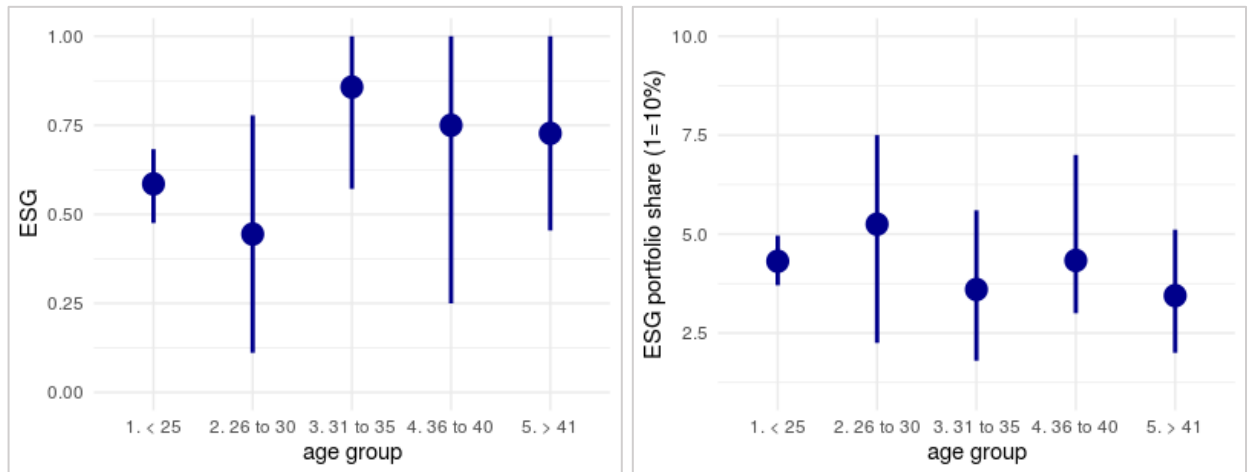 1.00
0.75
0.50
0.25
0.00
ESG
1. < 25 2. 26 to 30 3. 31 to 35 4. 36 to 40 5. > 41
age group
10.0
7.5
5.0
2.5
ESG portfolio share (1=10%)
1. < 25 2. 26 to 30 3. 31 to 35 4. 36 to 40 5. > 41
age group